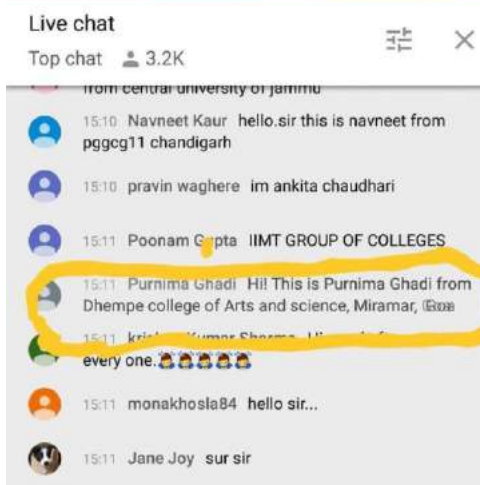 Live chat
Top chat 3.2K
from central university of jammu
15:10 Navneet Kaur hello.sir this is navneet from
pggcg11 chandigarh
15:10 pravin waghere im ankita chaudhari
15:11 Poonam Gupta IIMT GROUP OF COLLEGES
15:11 Purnima Ghadi Hi! This is Purnima Ghadi from
Dhempe college of Arts and science, Miramar, Goa
15:11 Kumar Sharma
every one.
15:11 monakhosla84 hello sir...
15:11 Jane Joy sur sir